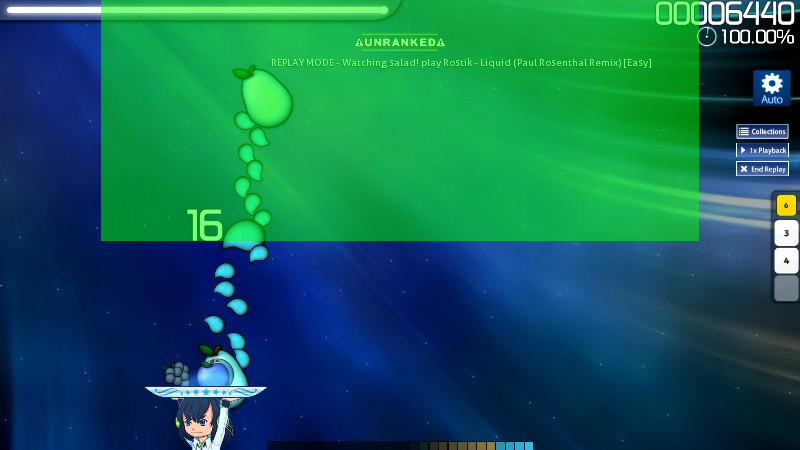 00006440
100.00%
UNRANKED
REPLAY MODE - Watching Salad! play Rostik - Liquid (Paul Rosenthal Remix) [Easy]
Auto
Collections
1x Playback
End Replay
6
3
4
16